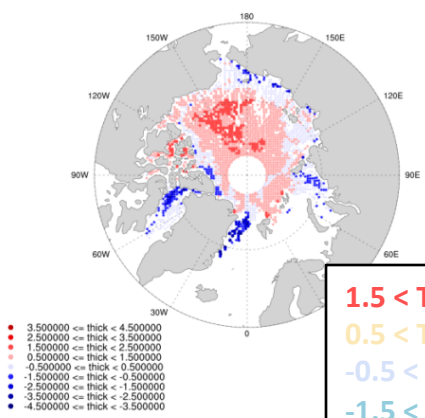 180
150W
150E
120W
120E
90W
90E
60W
60E
30W
0
3.500000 <= thick < 4.500000
2.500000 <= thick < 3.500000
1.500000 <= thick < 2.500000
0.500000 <= thick < 1.500000
-0.500000 <= thick < 0.500000
-1.500000 <= thick < -0.500000
-2.500000 <= thick < -1.500000
-3.500000 <= thick < -2.500000
-4.500000 <= thick < -3.500000
1.5 < T
0.5 < T
-0.5 <
-1.5 <